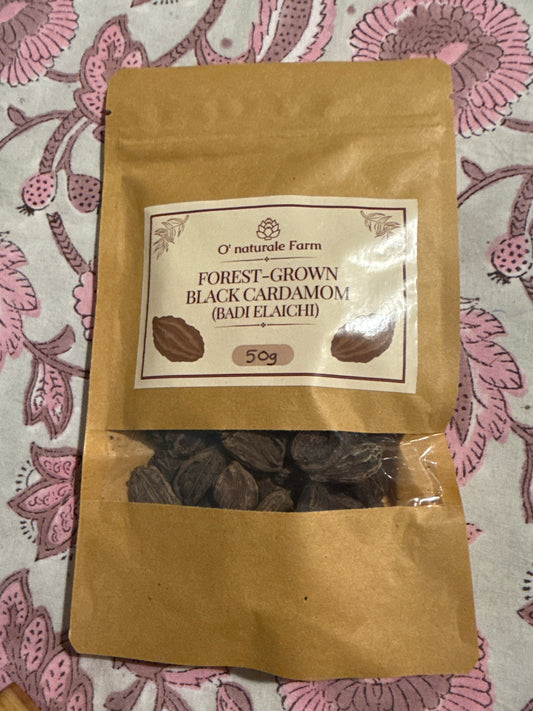 O' naturale Farm
FOREST-GROWN
BLACK CARDAMOM
(BADI ELAICHI)
50g